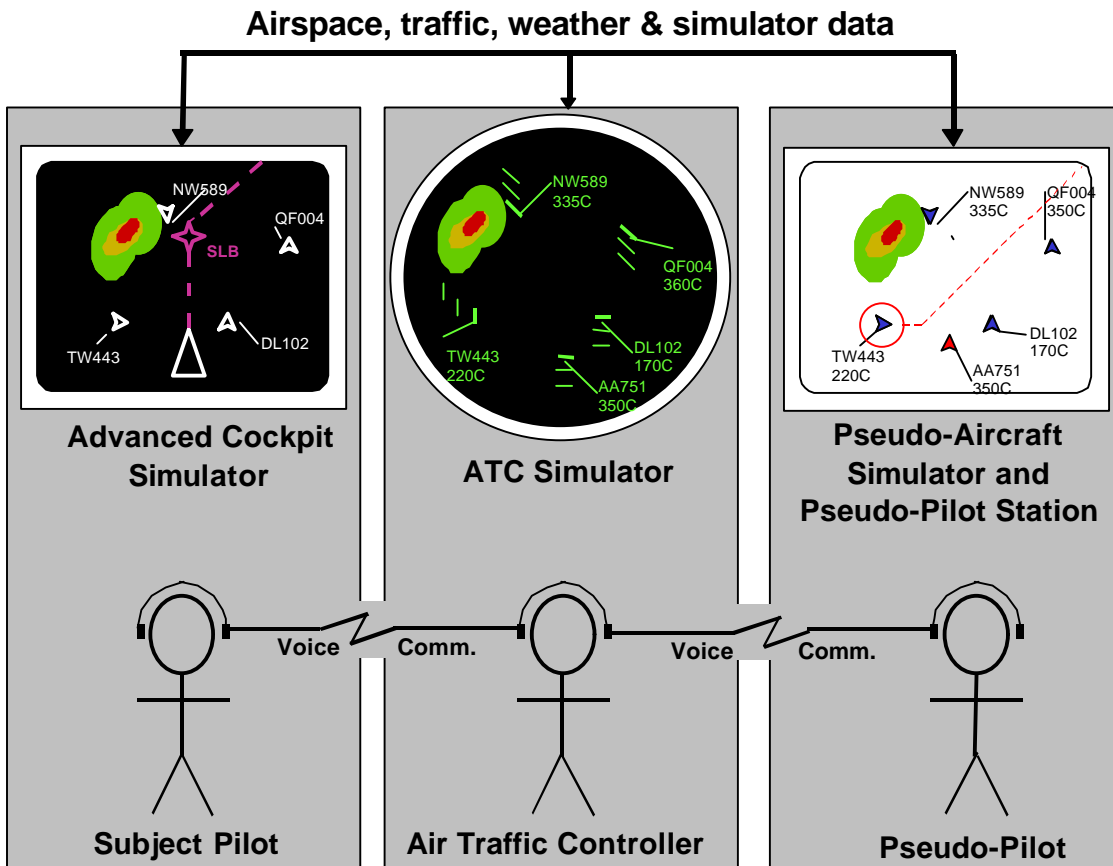 Airspace, traffic, weather & simulator data
NW589
QF004
SLB
TW443
DL102
NW589
335C
QF004
360C
TW443
220C
DL102
170C
AA751
350C
NW589
335C
QF004
350C
TW443
220C
DL102
170C
AA751
350C
Advanced Cockpit
Simulator
ATC Simulator
Pseudo-Aircraft
Simulator and
Pseudo-Pilot Station
Voice Comm.
Voice Comm.
Subject Pilot
Air Traffic Controller
Pseudo-Pilot